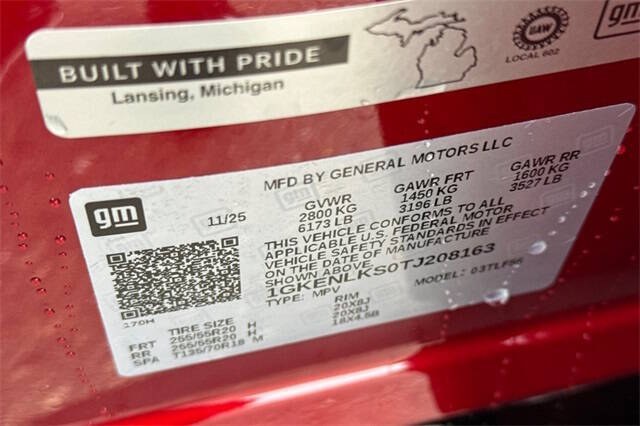 BUILT WITH PRIDE
Lansing, Michigan
UAW
LOCAL 602
gm
gm
11/25
MFD BY GENERAL MOTORS LLC
GVWR GAWR FRT GAWR RR
2800 KG 1450 KG 1600 KG
6173 LB 3196 LB 3527 LB
THIS VEHICLE CONFORMS TO ALL
APPLICABLE U.S. FEDERAL MOTOR
VEHICLE SAFETY STANDARDS IN EFFECT
ON THE DATE OF MANUFACTURE
SHOWN ABOVE.
1GKENLKS0TJ208163
TYPE: MPV MODEL: 03TLF56
170H
TIRE SIZE RIM
FRT 255/55R20 H 20X8J
RR 255/55R20 H 20X8J
SPA T135/70R18 M 18X4.5B